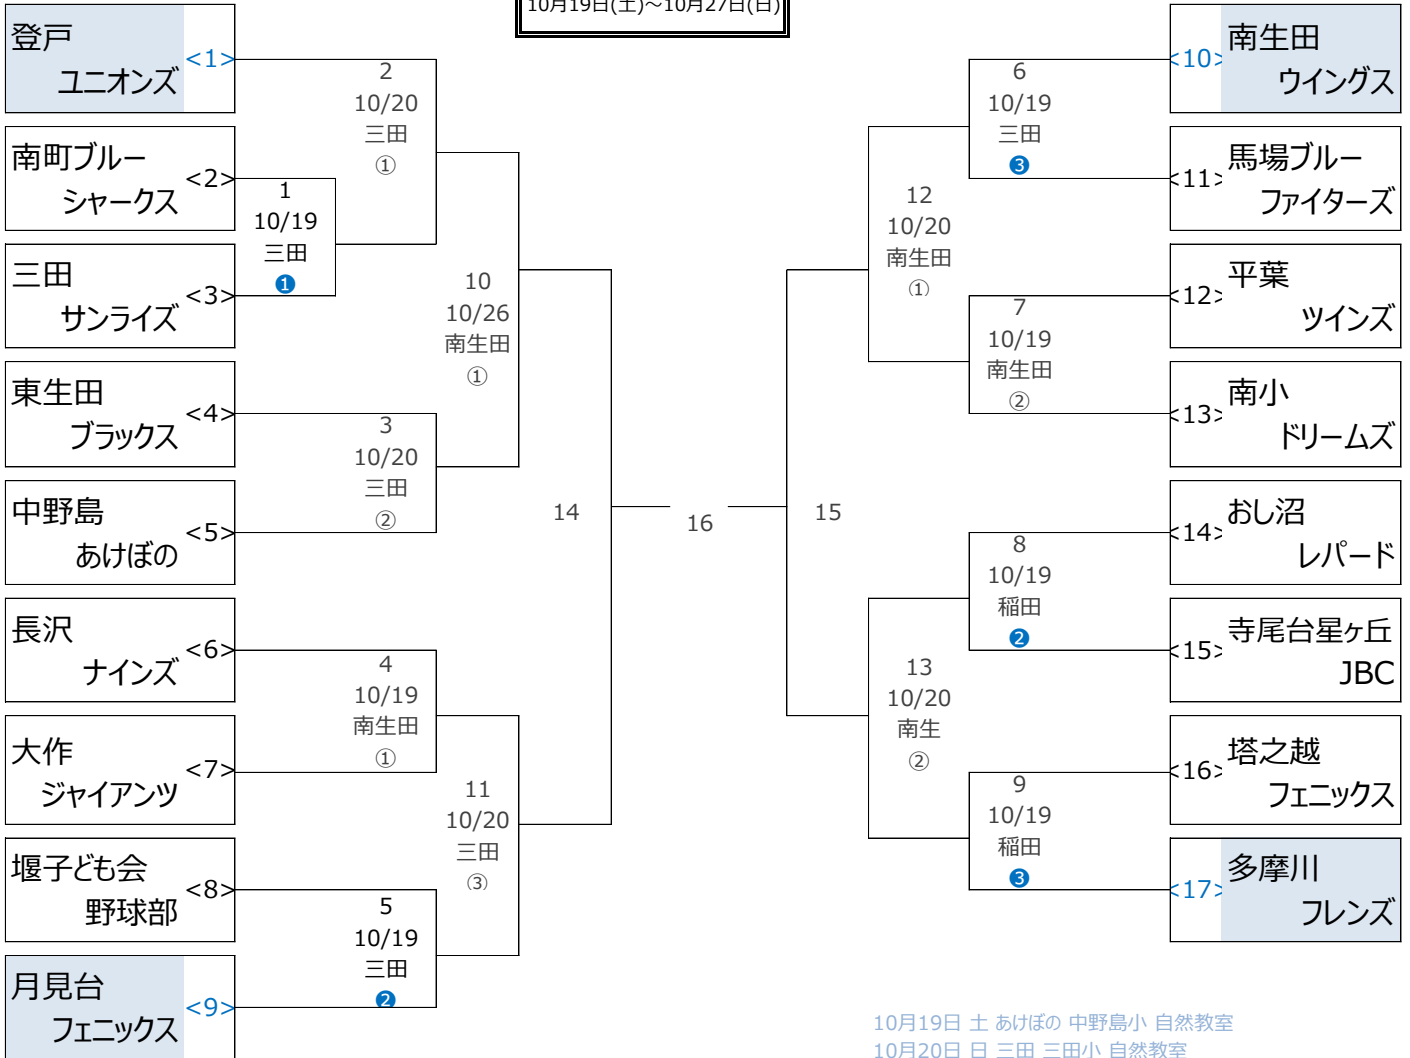 10月19日(土)～10月27日(日)
登戸
ユニオンズ
<1>
南町ブルー
シャークス
<2>
三田
サンライズ
<3>
東生田
ブラックス
<4>
中野島
あけぼの
<5>
長沢
ナインズ
<6>
大作
ジャイアンツ
<7>
堰子ども会
野球部
<8>
月見台
フェニックス
<9>
1
10/19
三田
❶
2
10/20
三田
①
3
10/20
三田
②
4
10/19
南生田
①
5
10/19
三田
❷
10
10/26
南生田
①
11
10/20
三田
③
14
16
15
12
10/20
南生田
①
13
10/20
南生
②
6
10/19
三田
❸
7
10/19
南生田
②
8
10/19
稲田
❷
9
10/19
稲田
❸
<10>
南生田
ウイングス
<11>
馬場ブルー
ファイターズ
<12>
平葉
ツインズ
<13>
南小
ドリームズ
<14>
おし沼
レパード
<15>
寺尾台星ヶ丘
JBC
<16>
塔之越
フェニックス
<17>
多摩川
フレンズ
10月19日 土 あけぼの 中野島小 自然教室
10月20日 日 三田 三田小 自然教室